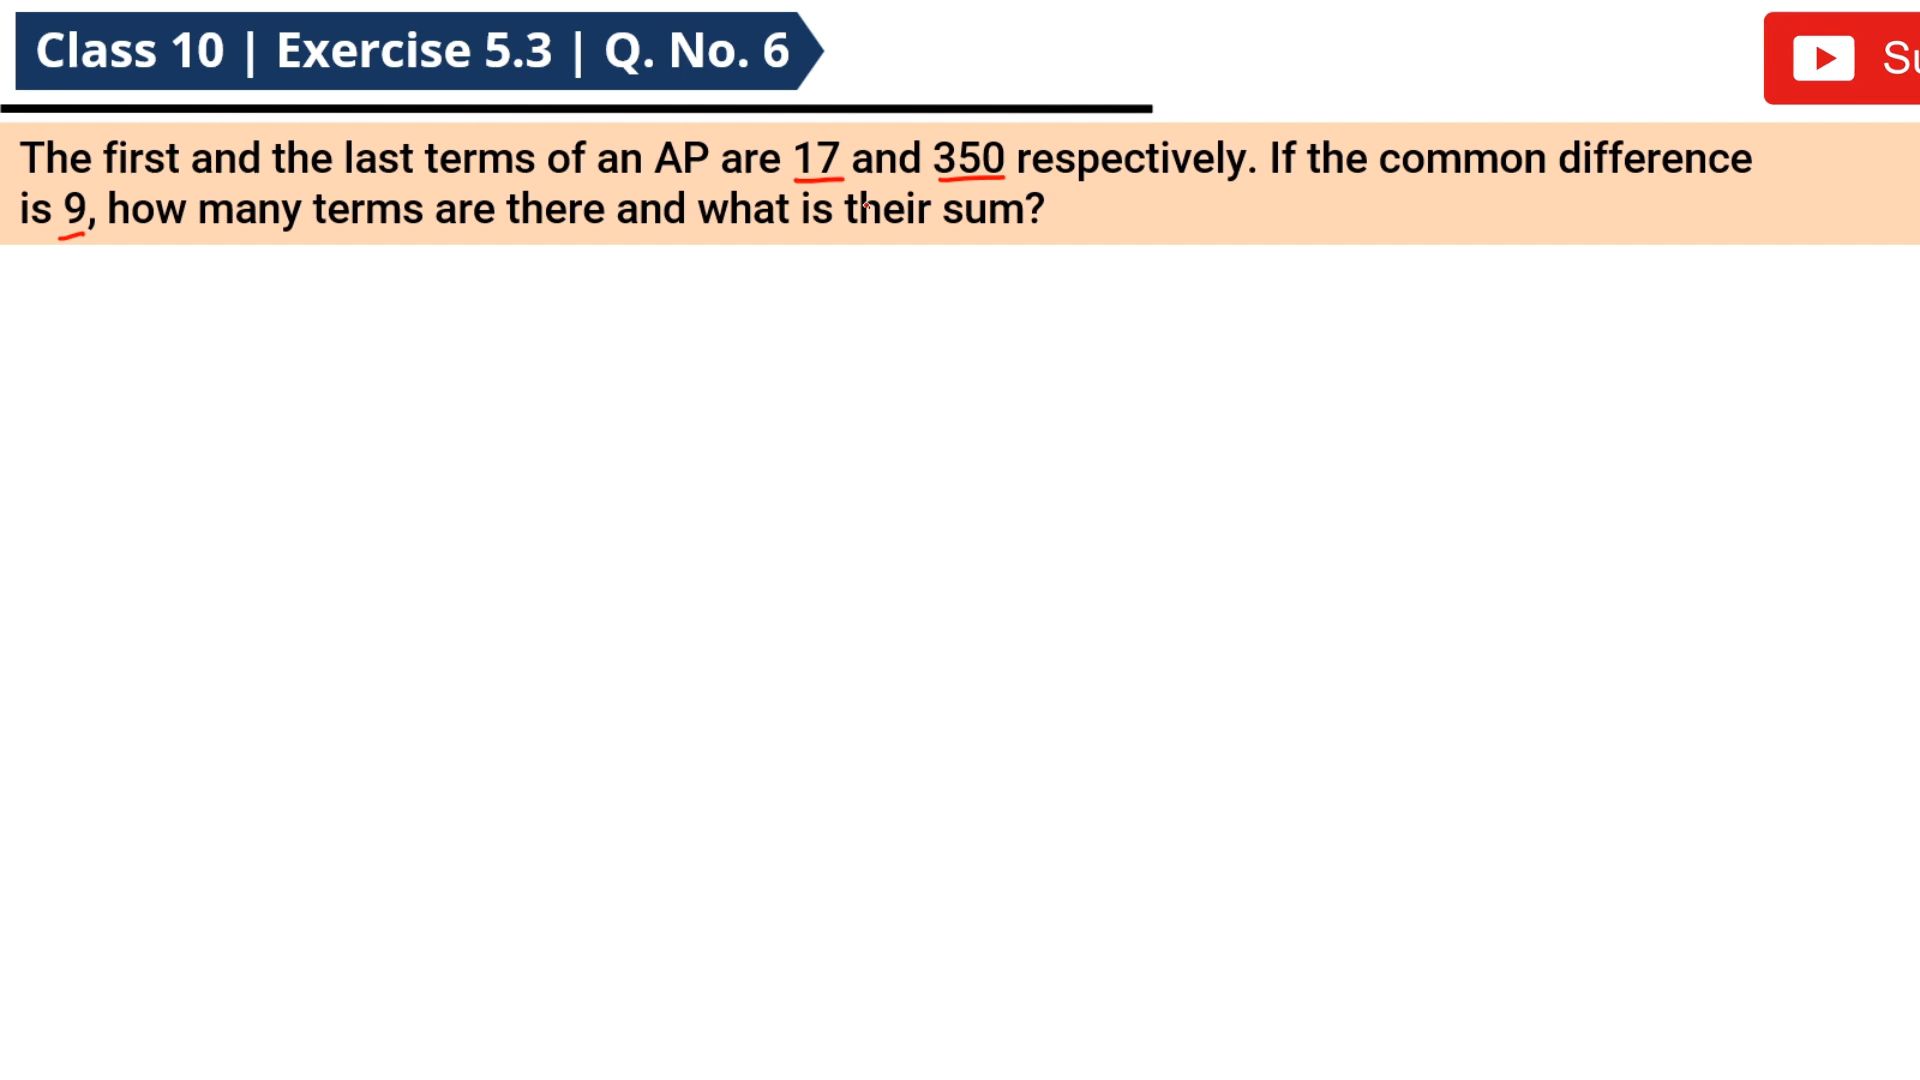 Class 10 | Exercise 5.3 | Q. No. 6
The first and the last terms of an AP are 17 and 350 respectively. If the common difference
is 9, how many terms are there and what is their sum?